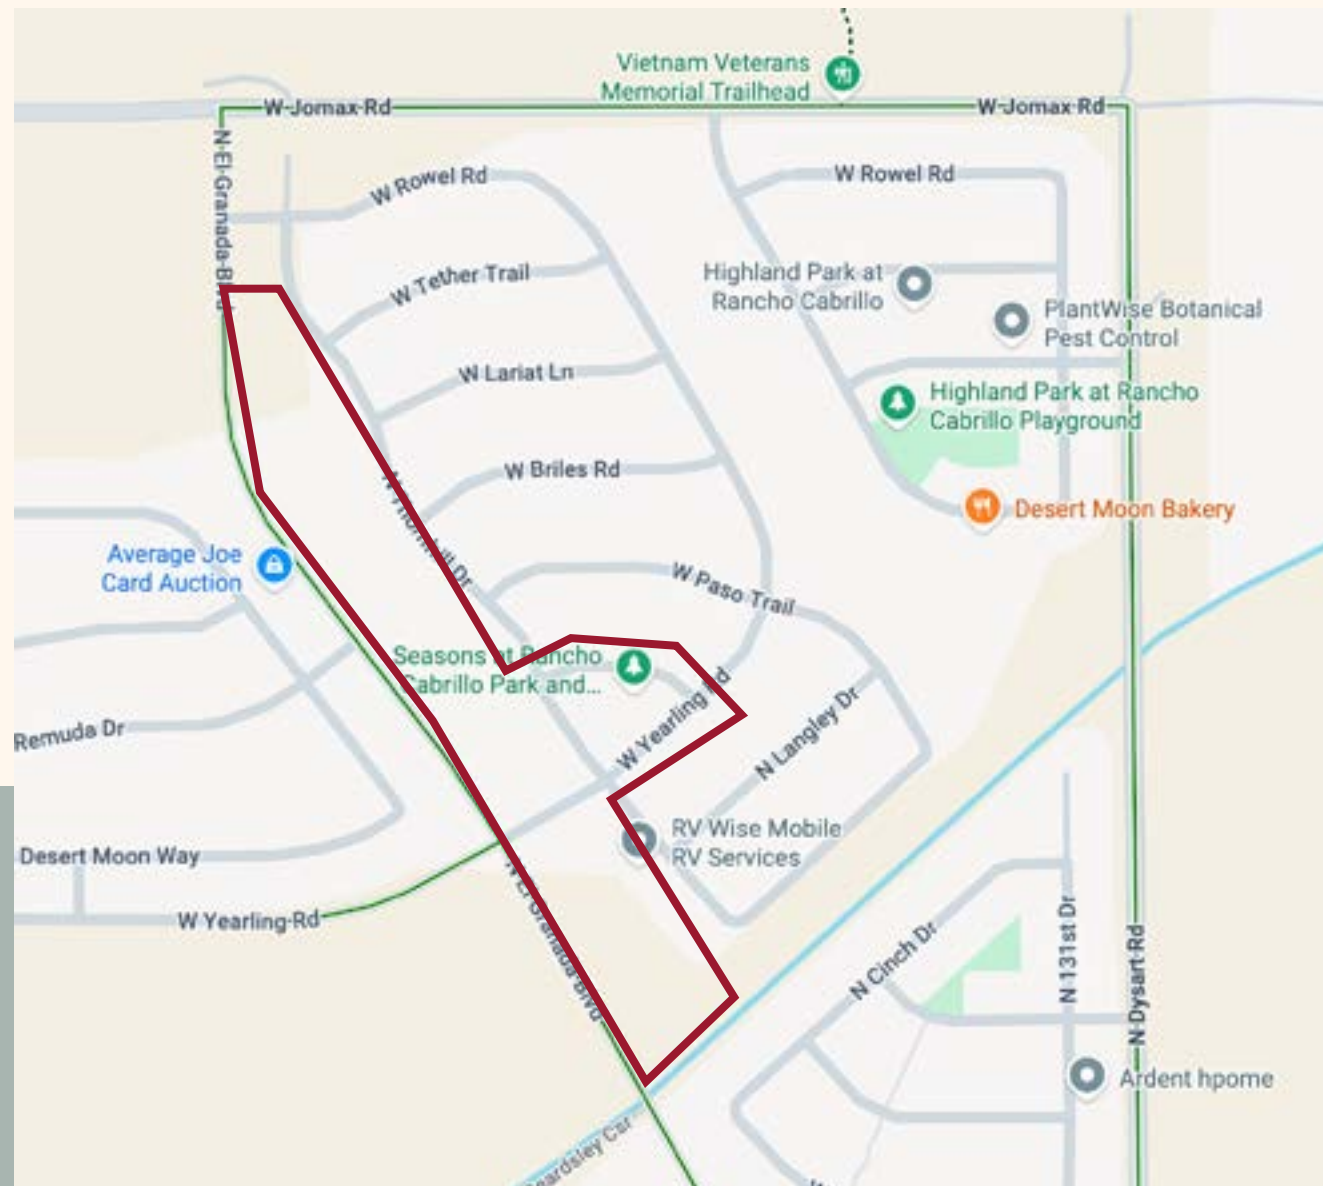 Vietnam Veterans
Memorial Trailhead
W Jomax Rd
W Jomax Rd
N El Granada Blvd
W Rowel Rd
W Rowel Rd
W Tether Trail
Highland Park at
Rancho Cabrillo
PlantWise Botanical
Pest Control
W Lariat Ln
Highland Park at Rancho
Cabrillo Playground
W Briles Rd
Desert Moon Bakery
Average Joe
Card Auction
W Paso Trail
Seasons at Rancho
Cabrillo Park and...
W Yearling Rd
N Langley Dr
Remuda Dr
RV Wise Mobile
RV Services
Desert Moon Way
W Yearling Rd
N El Granada Blvd
N Cinch Dr
N 131st Dr
N Dysart Rd
Ardent hpome